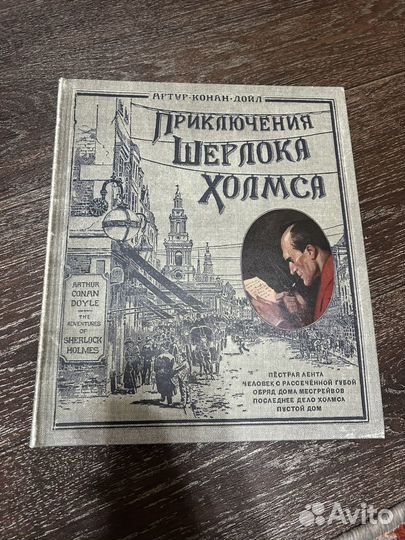 АРТУР·КОНАН·ДОЙЛ
ПРИКЛЮЧЕНИЯ
ШЕРЛОКА
ХОЛМСА
ARTHUR
CONAN
DOYLE
THE
ADVENTURES
OF
SHERLOCK
HOLMES
ПЁСТРАЯ ЛЕНТА
ЧЕЛОВЕК С РАССЕЧЁННОЙ ГУБОЙ
ОБРЯД ДОМА МЕСГРЕЙВОВ
ПОСЛЕДНЕЕ ДЕЛО ХОЛМСА
ПУСТОЙ ДОМ
Avito